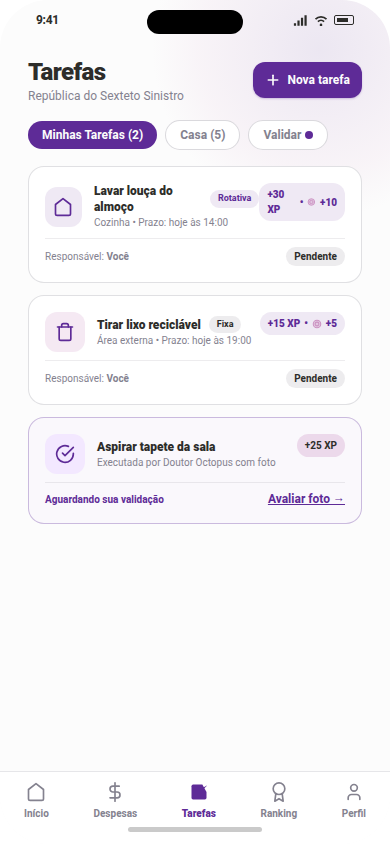 9:41
Tarefas
República do Sexteto Sinistro
Nova tarefa
Minhas Tarefas (2)
Casa (5)
Validar
Lavar louça do
almoço
Rotativa
+30
XP
• +10
Cozinha • Prazo: hoje às 14:00
Responsável: Você
Pendente
Tirar lixo reciclável
Fixa
+15 XP • +5
Área externa • Prazo: hoje às 19:00
Responsável: Você
Pendente
Aspirar tapete da sala
+25 XP
Executada por Doutor Octopus com foto
Aguardando sua validação
Avaliar foto →
Início
Despesas
Tarefas
Ranking
Perfil